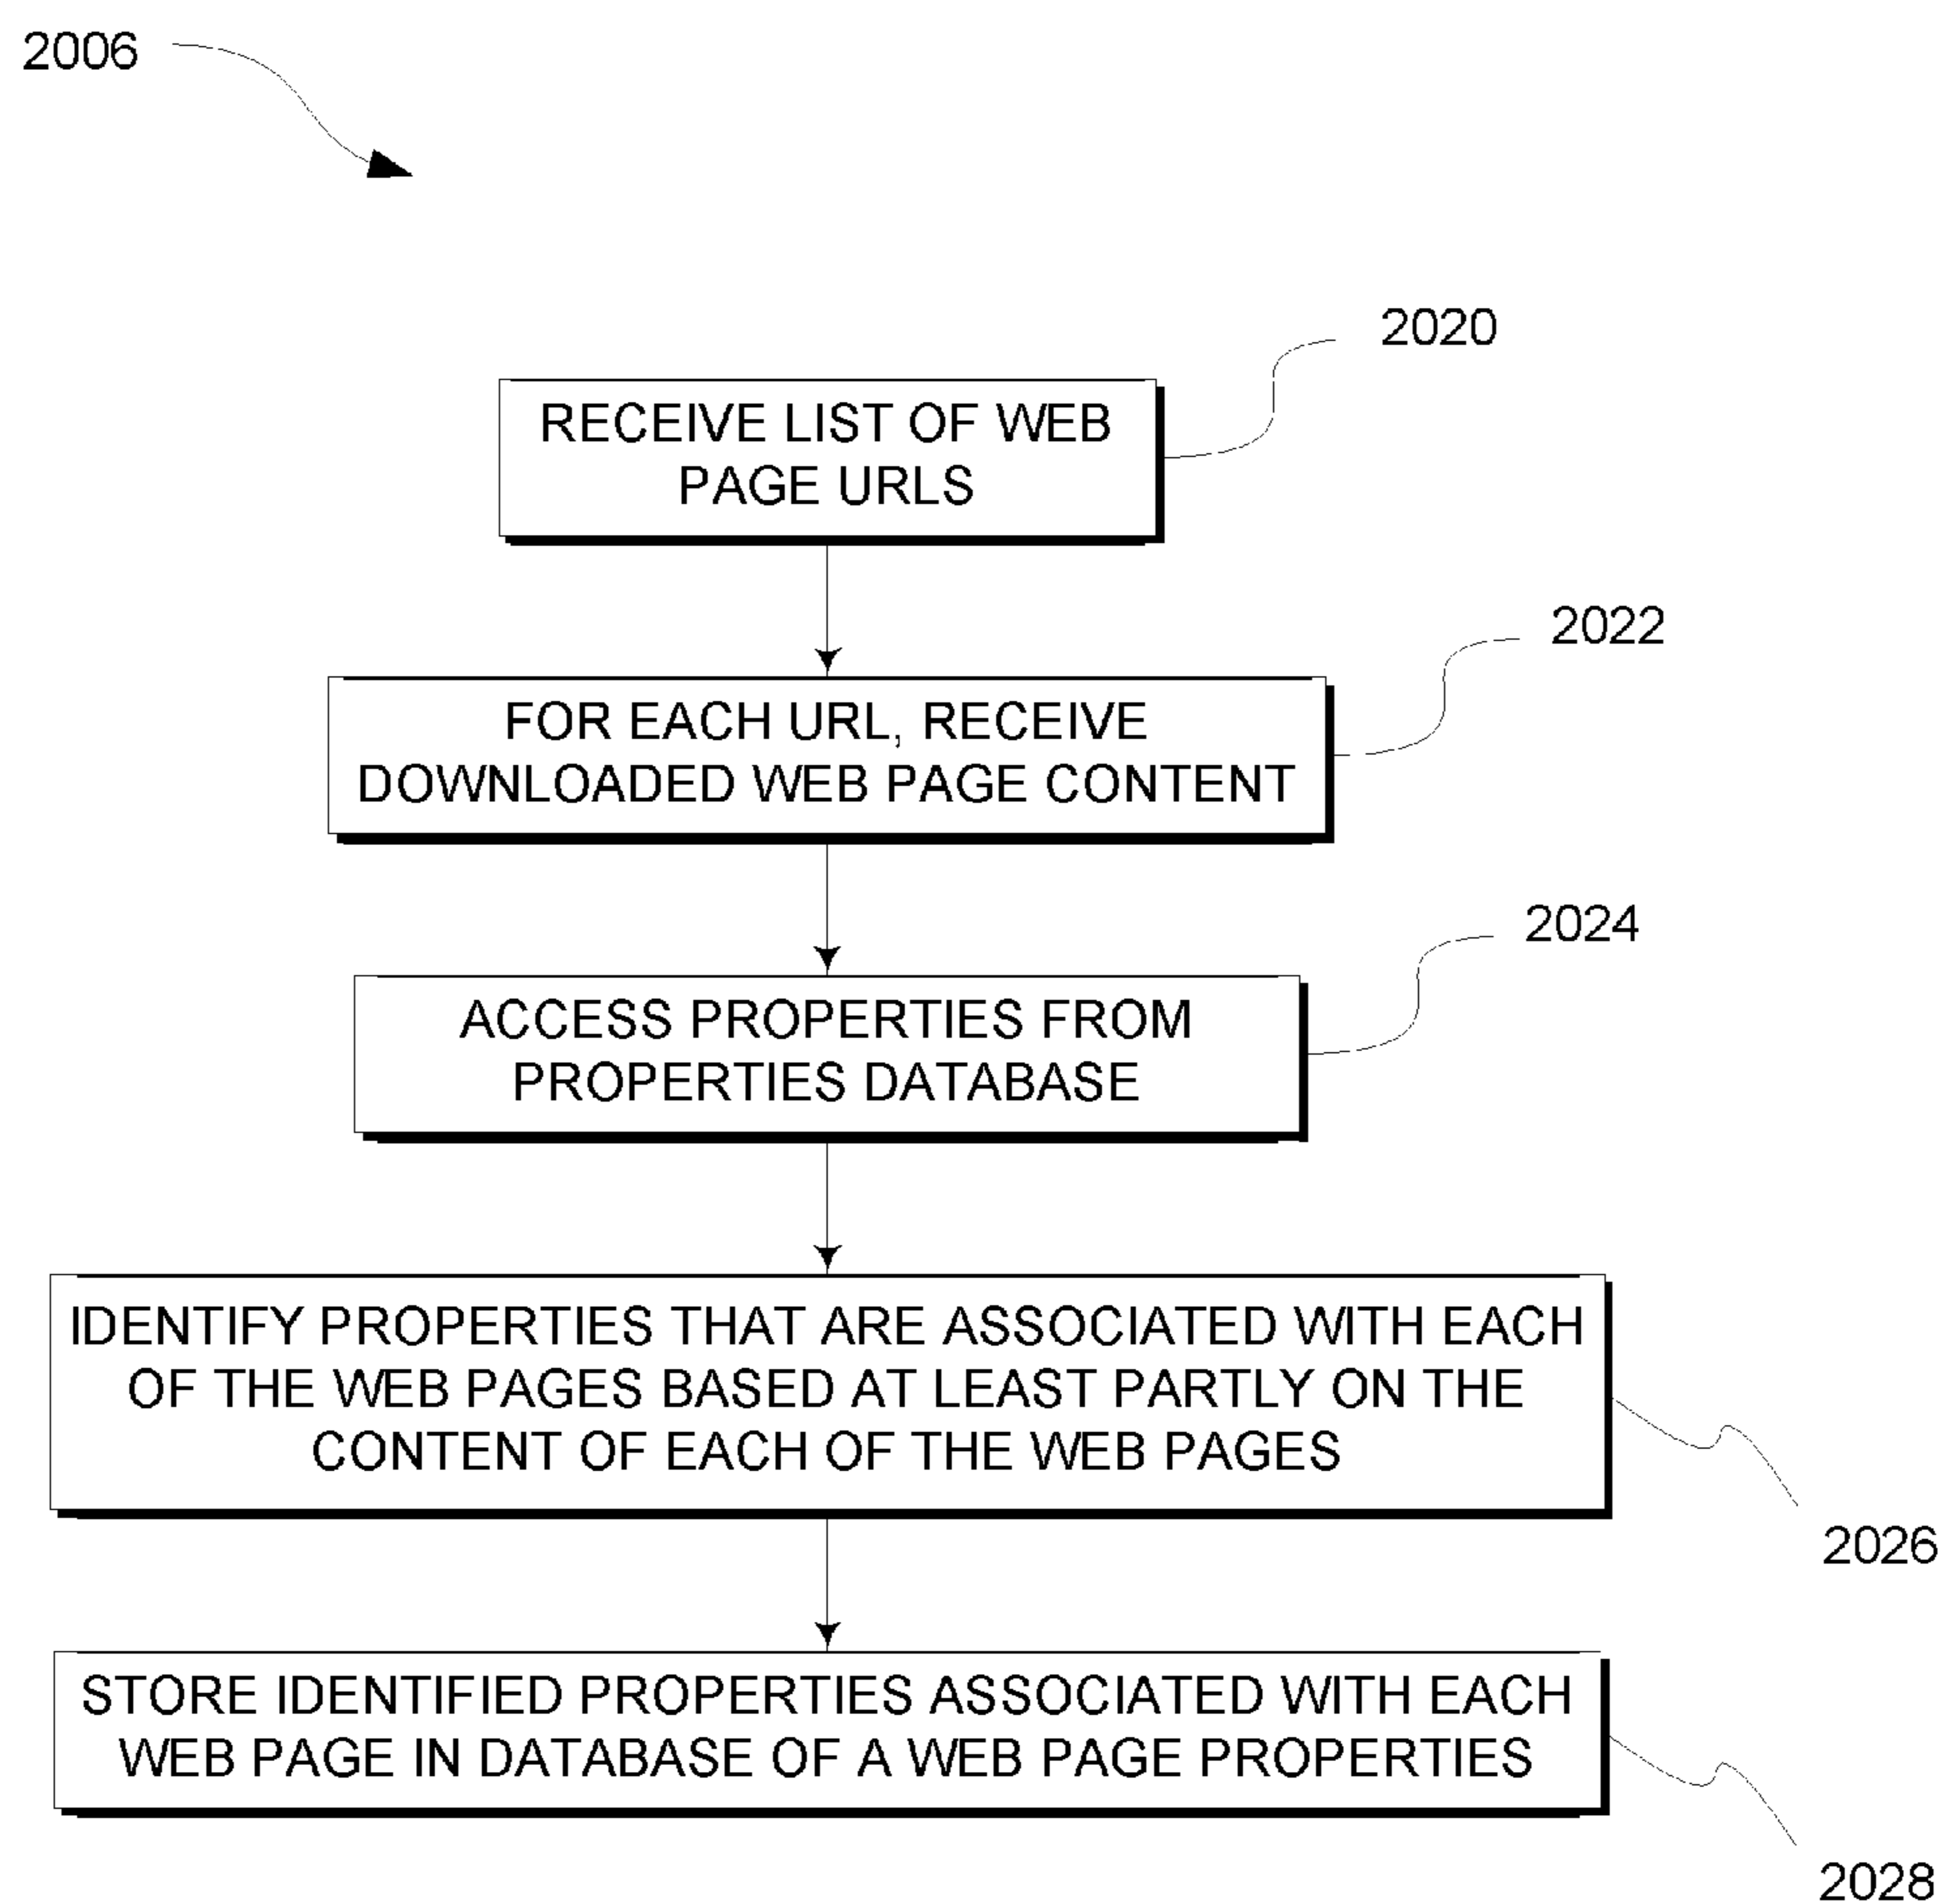 2006
2020
RECEIVE LIST OF WEB
PAGE URLS
2022
FOR EACH URL, RECEIVE
DOWNLOADED WEB PAGE CONTENT
2024
ACCESS PROPERTIES FROM
PROPERTIES DATABASE
IDENTIFY PROPERTIES THAT ARE ASSOCIATED WITH EACH
OF THE WEB PAGES BASED AT LEAST PARTLY ON THE
CONTENT OF EACH OF THE WEB PAGES
2026
STORE IDENTIFIED PROPERTIES ASSOCIATED WITH EACH
WEB PAGE IN DATABASE OF A WEB PAGE PROPERTIES
2028